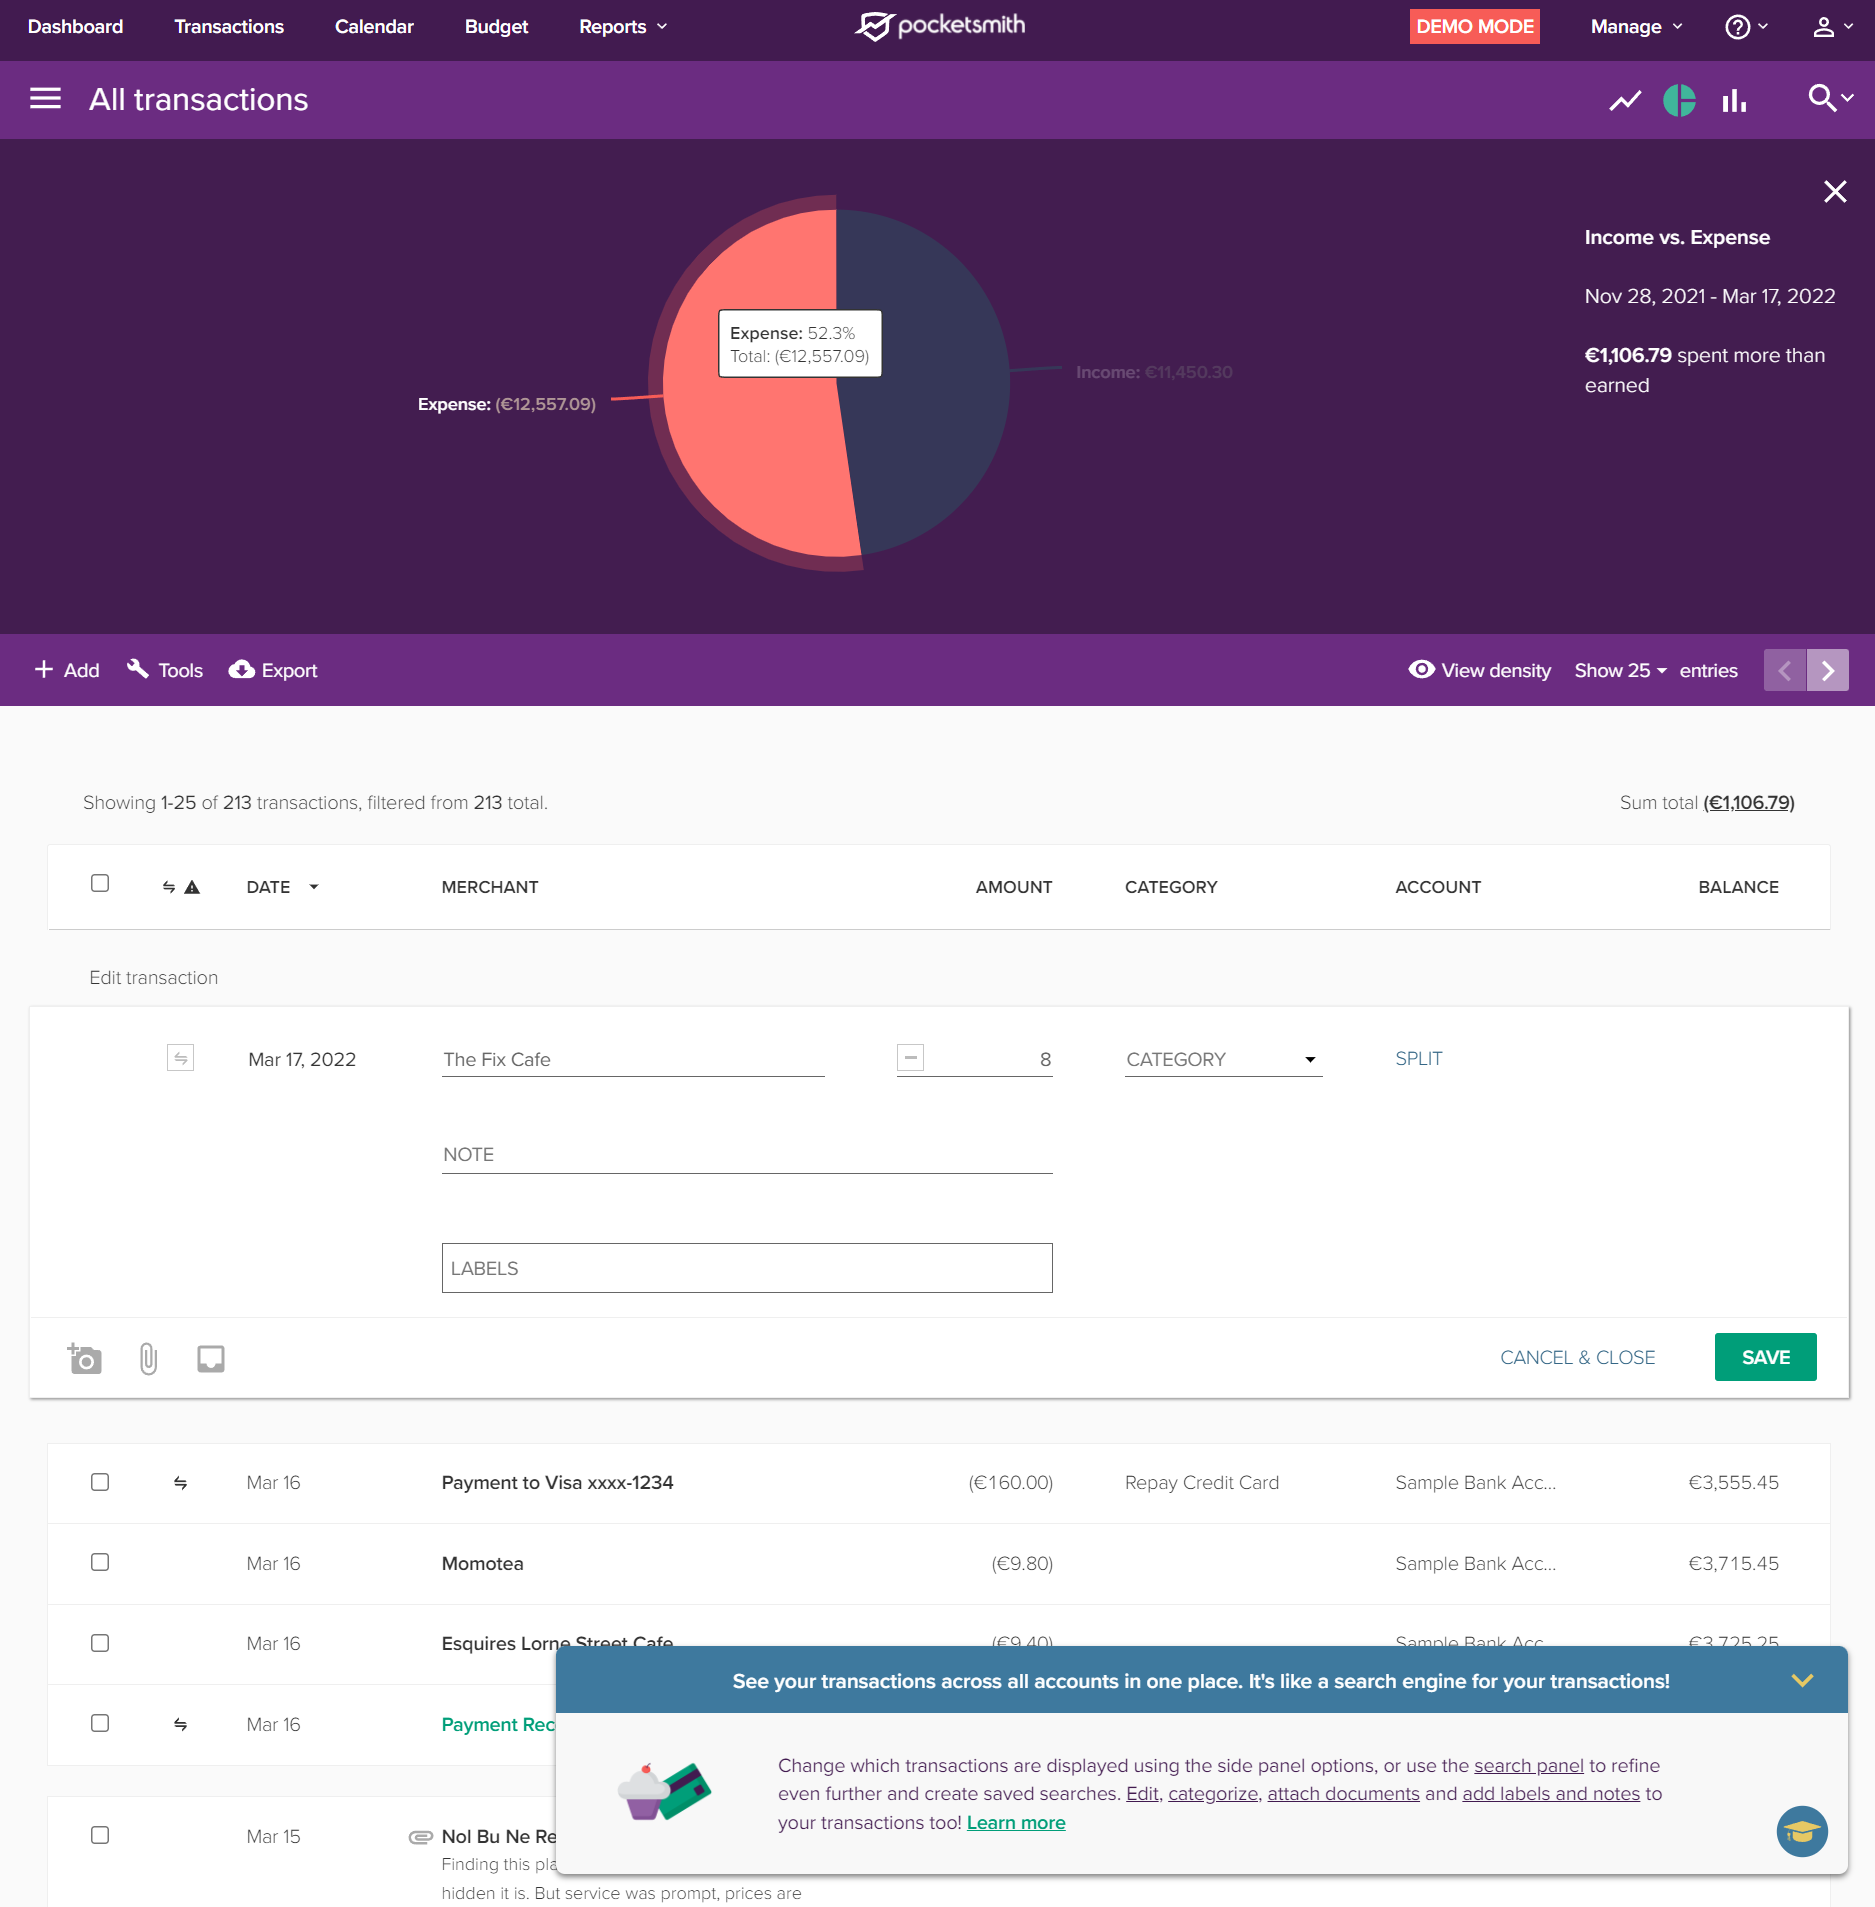 Dashboard Transactions Calendar Budget Reports pocketsmith DEMO MODE Manage
All transactions
Income vs. Expense
Nov 28, 2021 - Mar 17, 2022
€1,106.79 spent more than
earned
Expense: 52.3%
Total: (€12,557.09)
Income: €11,450.30
Expense: (€12,557.09)
Add Tools Export View density Show 25 entries
Showing 1-25 of 213 transactions, filtered from 213 total. Sum total (€1,106.79)
DATE MERCHANT AMOUNT CATEGORY ACCOUNT BALANCE
Edit transaction
Mar 17, 2022 The Fix Cafe 8 CATEGORY SPLIT
NOTE
LABELS
CANCEL & CLOSE SAVE
Mar 16 Payment to Visa xxxx-1234 (€160.00) Repay Credit Card Sample Bank Acc... €3,555.45
Mar 16 Momotea (€9.80) Sample Bank Acc... €3,715.45
Mar 16 Esquires Lorne Street Cafe (€9.40) Sample Bank Acc €3,725.25
See your transactions across all accounts in one place. It's like a search engine for your transactions!
Mar 16 Payment Rec
Change which transactions are displayed using the side panel options, or use the search panel to refine
even further and create saved searches. Edit, categorize, attach documents and add labels and notes to
your transactions too! Learn more
Mar 15 Nol Bu Ne Re
Finding this pla
hidden it is. But service was prompt, prices are